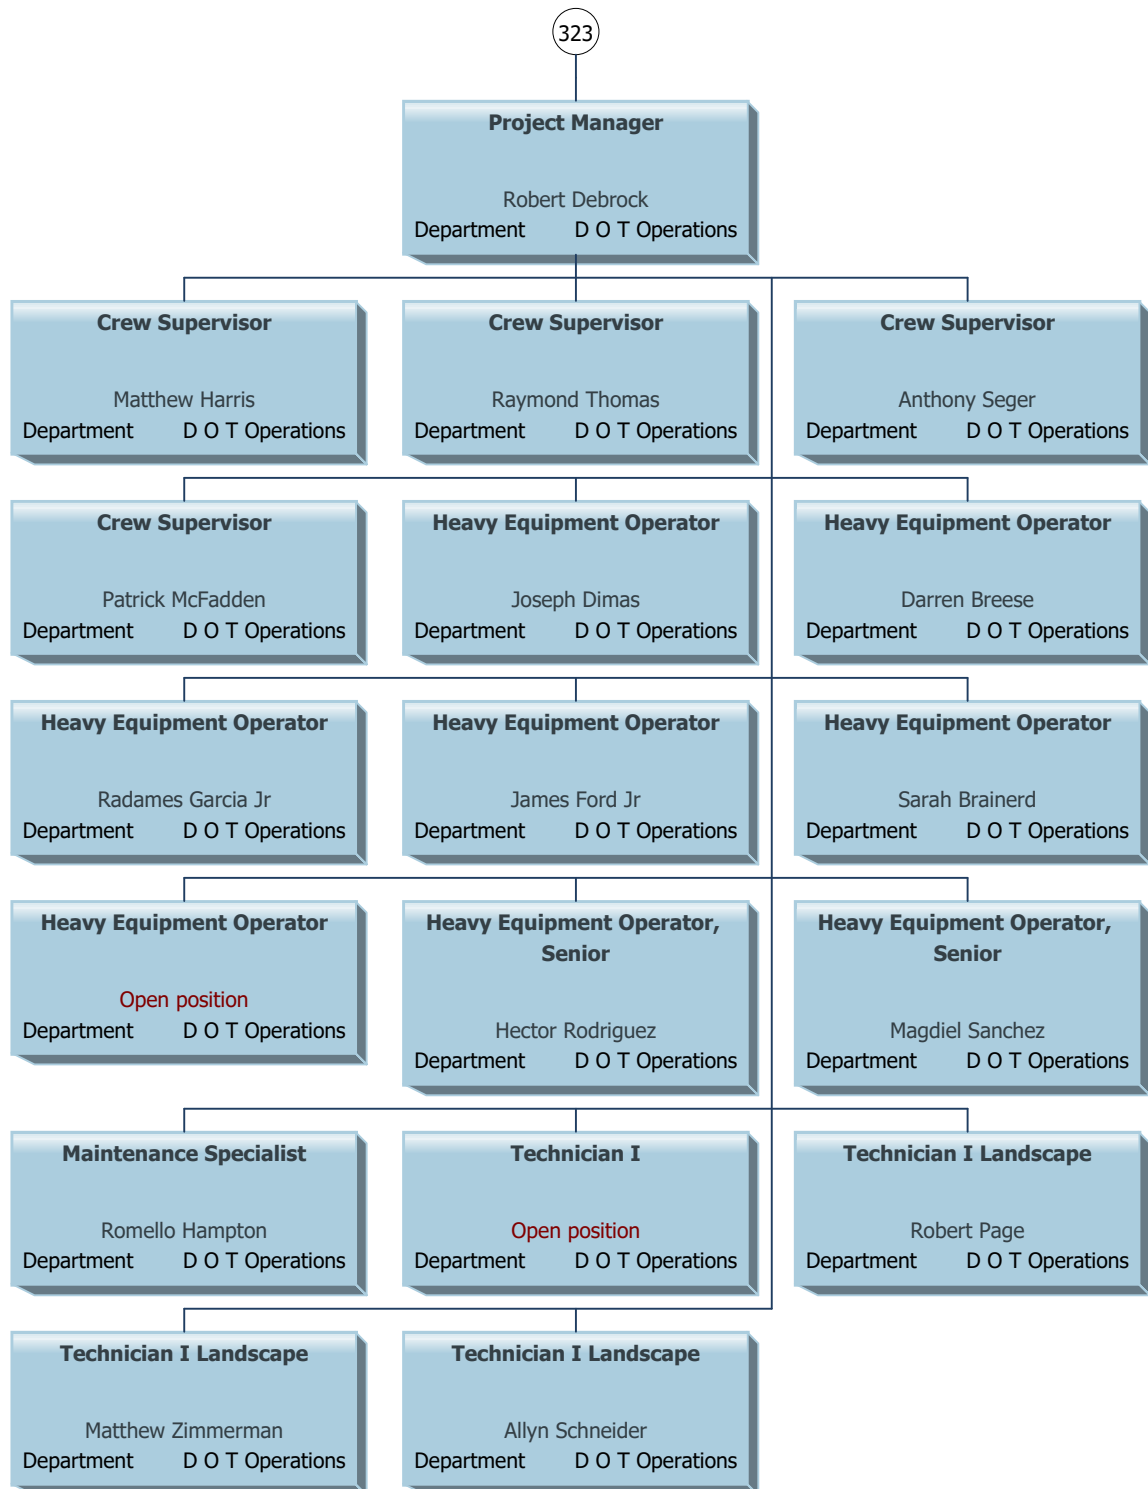 323
Project Manager
Robert Debrock
Department D O T Operations
Crew Supervisor
Matthew Harris
Department D O T Operations
Crew Supervisor
Raymond Thomas
Department D O T Operations
Crew Supervisor
Anthony Seger
Department D O T Operations
Crew Supervisor
Patrick McFadden
Department D O T Operations
Heavy Equipment Operator
Joseph Dimas
Department D O T Operations
Heavy Equipment Operator
Darren Breese
Department D O T Operations
Heavy Equipment Operator
Radames Garcia Jr
Department D O T Operations
Heavy Equipment Operator
James Ford Jr
Department D O T Operations
Heavy Equipment Operator
Sarah Brainerd
Department D O T Operations
Heavy Equipment Operator
Open position
Department D O T Operations
Heavy Equipment Operator,
Senior
Hector Rodriguez
Department D O T Operations
Heavy Equipment Operator,
Senior
Magdiel Sanchez
Department D O T Operations
Maintenance Specialist
Romello Hampton
Department D O T Operations
Technician I
Open position
Department D O T Operations
Technician I Landscape
Robert Page
Department D O T Operations
Technician I Landscape
Matthew Zimmerman
Department D O T Operations
Technician I Landscape
Allyn Schneider
Department D O T Operations